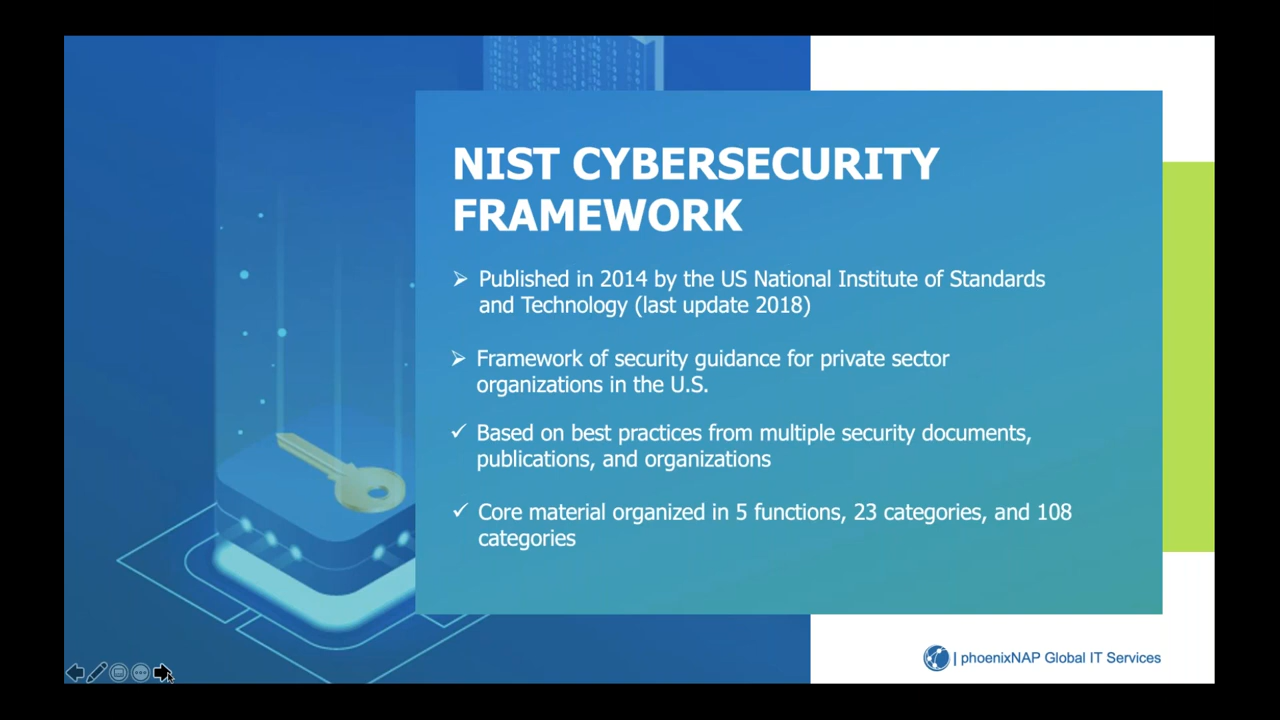 NIST CYBERSECURITY
FRAMEWORK
Published in 2014 by the US National Institute of Standards
and Technology (last update 2018)
Framework of security guidance for private sector
organizations in the U.S.
Based on best practices from multiple security documents,
publications, and organizations
Core material organized in 5 functions, 23 categories, and 108
categories
| phoenixNAP Global IT Services